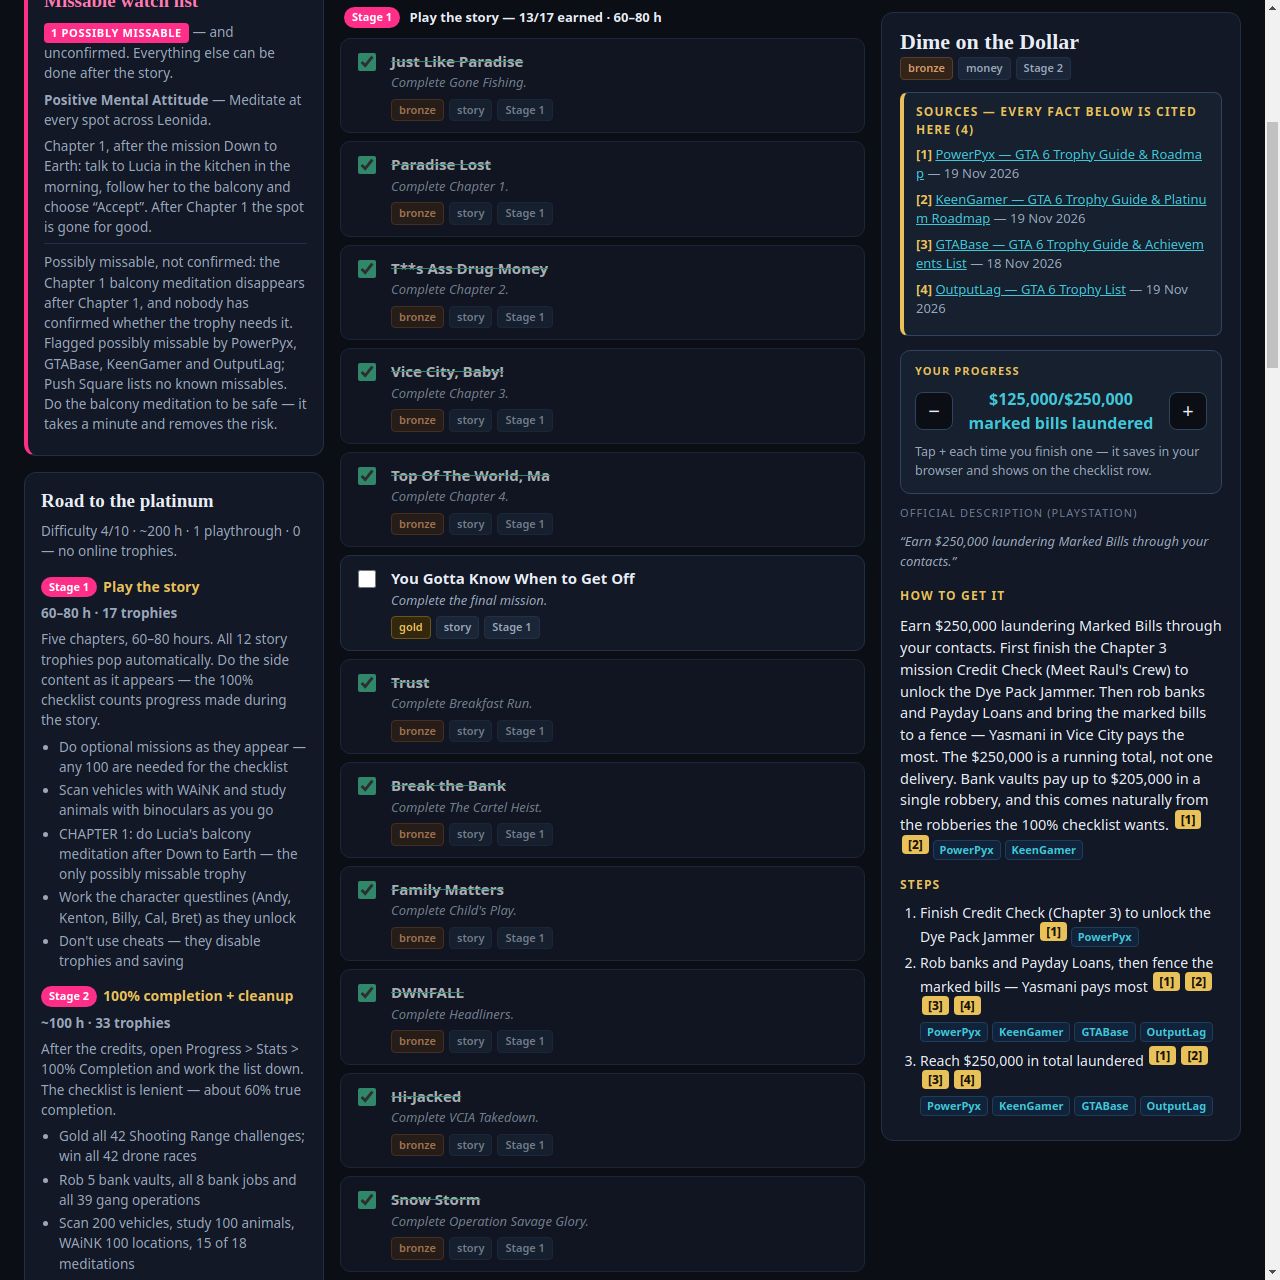 Missable watch list
1 POSSIBLY MISSABLE — and
unconfirmed. Everything else can be
done after the story.
Positive Mental Attitude — Meditate at
every spot across Leonida.
Chapter 1, after the mission Down to
Earth: talk to Lucia in the kitchen in the
morning, follow her to the balcony and
choose “Accept”. After Chapter 1 the spot
is gone for good.
Possibly missable, not confirmed: the
Chapter 1 balcony meditation disappears
after Chapter 1, and nobody has
confirmed whether the trophy needs it.
Flagged possibly missable by PowerPyx,
GTABase, KeenGamer and OutputLag;
Push Square lists no known missables.
Do the balcony meditation to be safe — it
takes a minute and removes the risk.
Road to the platinum
Difficulty 4/10 · ~200 h · 1 playthrough · 0
— no online trophies.
Stage 1 Play the story
60–80 h · 17 trophies
Five chapters, 60–80 hours. All 12 story
trophies pop automatically. Do the side
content as it appears — the 100%
checklist counts progress made during
the story.
• Do optional missions as they appear —
any 100 are needed for the checklist
• Scan vehicles with WAiNK and study
animals with binoculars as you go
• CHAPTER 1: do Lucia's balcony
meditation after Down to Earth — the
only possibly missable trophy
• Work the character questlines (Andy,
Kenton, Billy, Cal, Bret) as they unlock
• Don't use cheats — they disable
trophies and saving
Stage 2 100% completion + cleanup
~100 h · 33 trophies
After the credits, open Progress > Stats >
100% Completion and work the list down.
The checklist is lenient — about 60% true
completion.
• Gold all 42 Shooting Range challenges;
win all 42 drone races
• Rob 5 bank vaults, all 8 bank jobs and
all 39 gang operations
• Scan 200 vehicles, study 100 animals,
WAiNK 100 locations, 15 of 18
meditations
Stage 1 Play the story — 13/17 earned · 60–80 h
Just Like Paradise
Complete Gone Fishing.
bronze story Stage 1
Paradise Lost
Complete Chapter 1.
bronze story Stage 1
T**s Ass Drug Money
Complete Chapter 2.
bronze story Stage 1
Vice City, Baby!
Complete Chapter 3.
bronze story Stage 1
Top Of The World, Ma
Complete Chapter 4.
bronze story Stage 1
You Gotta Know When to Get Off
Complete the final mission.
gold story Stage 1
Trust
Complete Breakfast Run.
bronze story Stage 1
Break the Bank
Complete The Cartel Heist.
bronze story Stage 1
Family Matters
Complete Child's Play.
bronze story Stage 1
DWNFALL
Complete Headliners.
bronze story Stage 1
Hi-Jacked
Complete VCIA Takedown.
bronze story Stage 1
Snow Storm
Complete Operation Savage Glory.
bronze story Stage 1
Dime on the Dollar
bronze money Stage 2
SOURCES — EVERY FACT BELOW IS CITED
HERE (4)
[1] PowerPyx — GTA 6 Trophy Guide & Roadma
p — 19 Nov 2026
[2] KeenGamer — GTA 6 Trophy Guide & Platinu
m Roadmap — 19 Nov 2026
[3] GTABase — GTA 6 Trophy Guide & Achievem
ents List — 18 Nov 2026
[4] OutputLag — GTA 6 Trophy List — 19 Nov
2026
YOUR PROGRESS
− $125,000/$250,000 +
marked bills laundered
Tap + each time you finish one — it saves in your
browser and shows on the checklist row.
OFFICIAL DESCRIPTION (PLAYSTATION)
“Earn $250,000 laundering Marked Bills through your
contacts.”
HOW TO GET IT
Earn $250,000 laundering Marked Bills through
your contacts. First finish the Chapter 3
mission Credit Check (Meet Raul's Crew) to
unlock the Dye Pack Jammer. Then rob banks
and Payday Loans and bring the marked bills
to a fence — Yasmani in Vice City pays the
most. The $250,000 is a running total, not one
delivery. Bank vaults pay up to $205,000 in a
single robbery, and this comes naturally from
the robberies the 100% checklist wants. [1]
[2] PowerPyx KeenGamer
STEPS
1. Finish Credit Check (Chapter 3) to unlock the
Dye Pack Jammer [1] PowerPyx
2. Rob banks and Payday Loans, then fence the
marked bills — Yasmani pays most [1] [2]
[3] [4]
PowerPyx KeenGamer GTABase OutputLag
3. Reach $250,000 in total laundered [1] [2]
[3] [4]
PowerPyx KeenGamer GTABase OutputLag